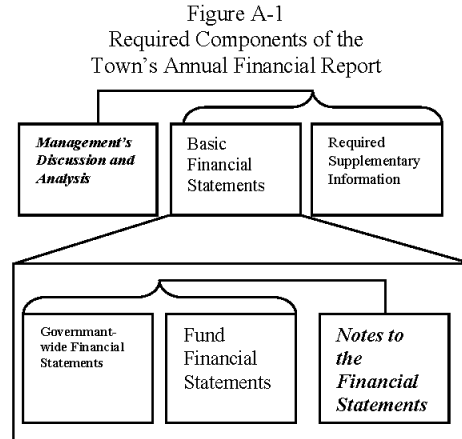 Figure A-1
Required Components of the
Town's Annual Financial Report
Management's
Discussion and
Analysis
Basic
Financial
Statements
Required
Supplementary
Information
Governmant-
wide Financial
Statements
Fund
Financial
Statements
Notes to
the
Financial
Statements